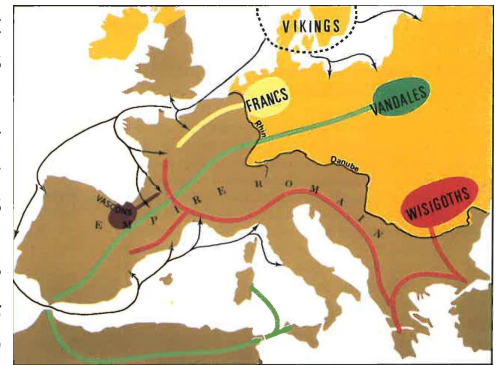 VIKINGS
FRANCS
VANDALES
Rhin
Danube
VASCONS
WISIGOTHS
EMPIRE ROMAIN